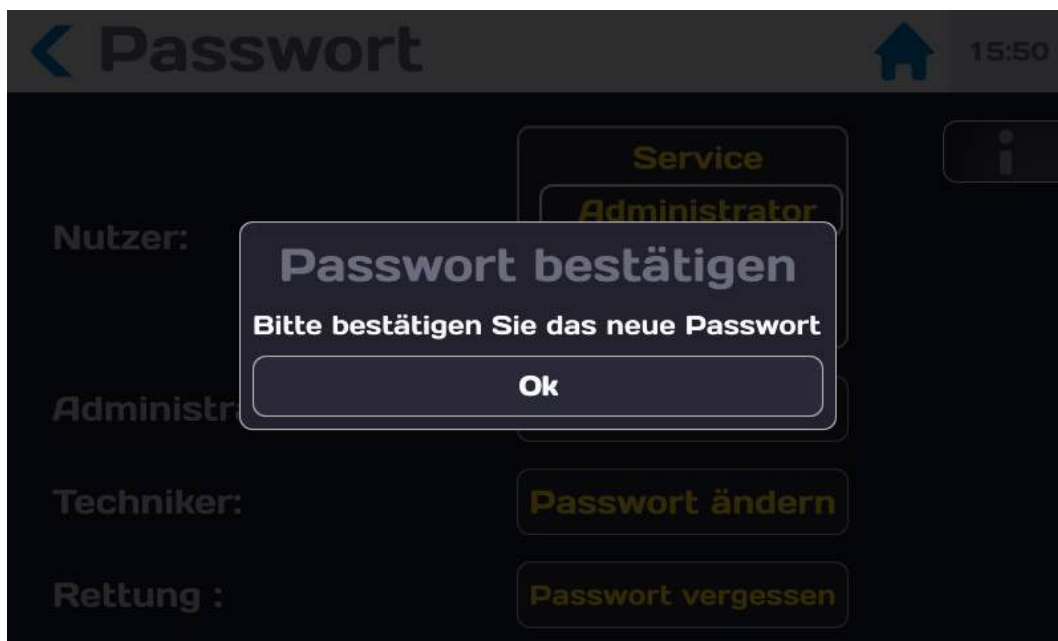 Passwort
15:50
Service
Administrator
Nutzer:
Passwort bestätigen
Bitte bestätigen Sie das neue Passwort
Ok
Techniker:
Passwort ändern
Rettung :
Passwort vergessen